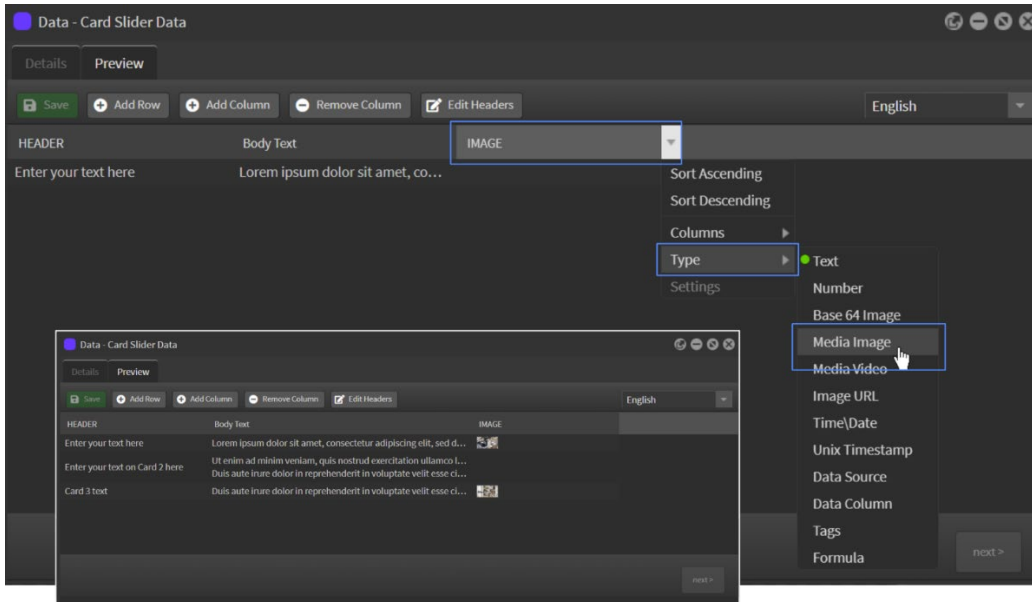 Data - Card Slider Data
Details Preview
Save Add Row Add Column Remove Column Edit Headers English
HEADER Body Text IMAGE
Enter your text here Lorem ipsum dolor sit amet, co...
Sort Ascending
Sort Descending
Columns
Type
Settings
Text
Number
Base 64 Image
Media Image
Media Video
Image URL
Time\Date
Unix Timestamp
Data Source
Data Column
Tags
Formula
next >
Data - Card Slider Data
Details Preview
Save Add Row Add Column Remove Column Edit Headers English
HEADER Body Text IMAGE
Enter your text here Lorem ipsum dolor sit amet, consectetur adipiscing elit, sed d...
Enter your text on Card 2 here Ut enim ad minim veniam, quis nostrud exercitation ullamco l...
Duis aute irure dolor in reprehenderit in voluptate velit esse ci...
Card 3 text Duis aute irure dolor in reprehenderit in voluptate velit esse ci...
next >